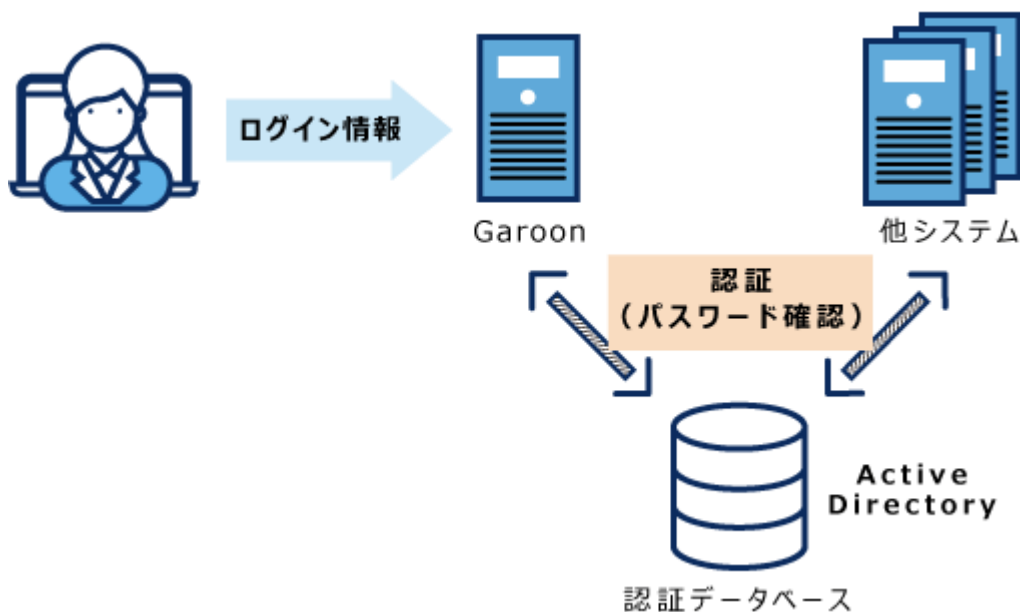 ログイン情報
Garoon
他システム
認証
（パスワード確認）
Active
Directory
認証データベース